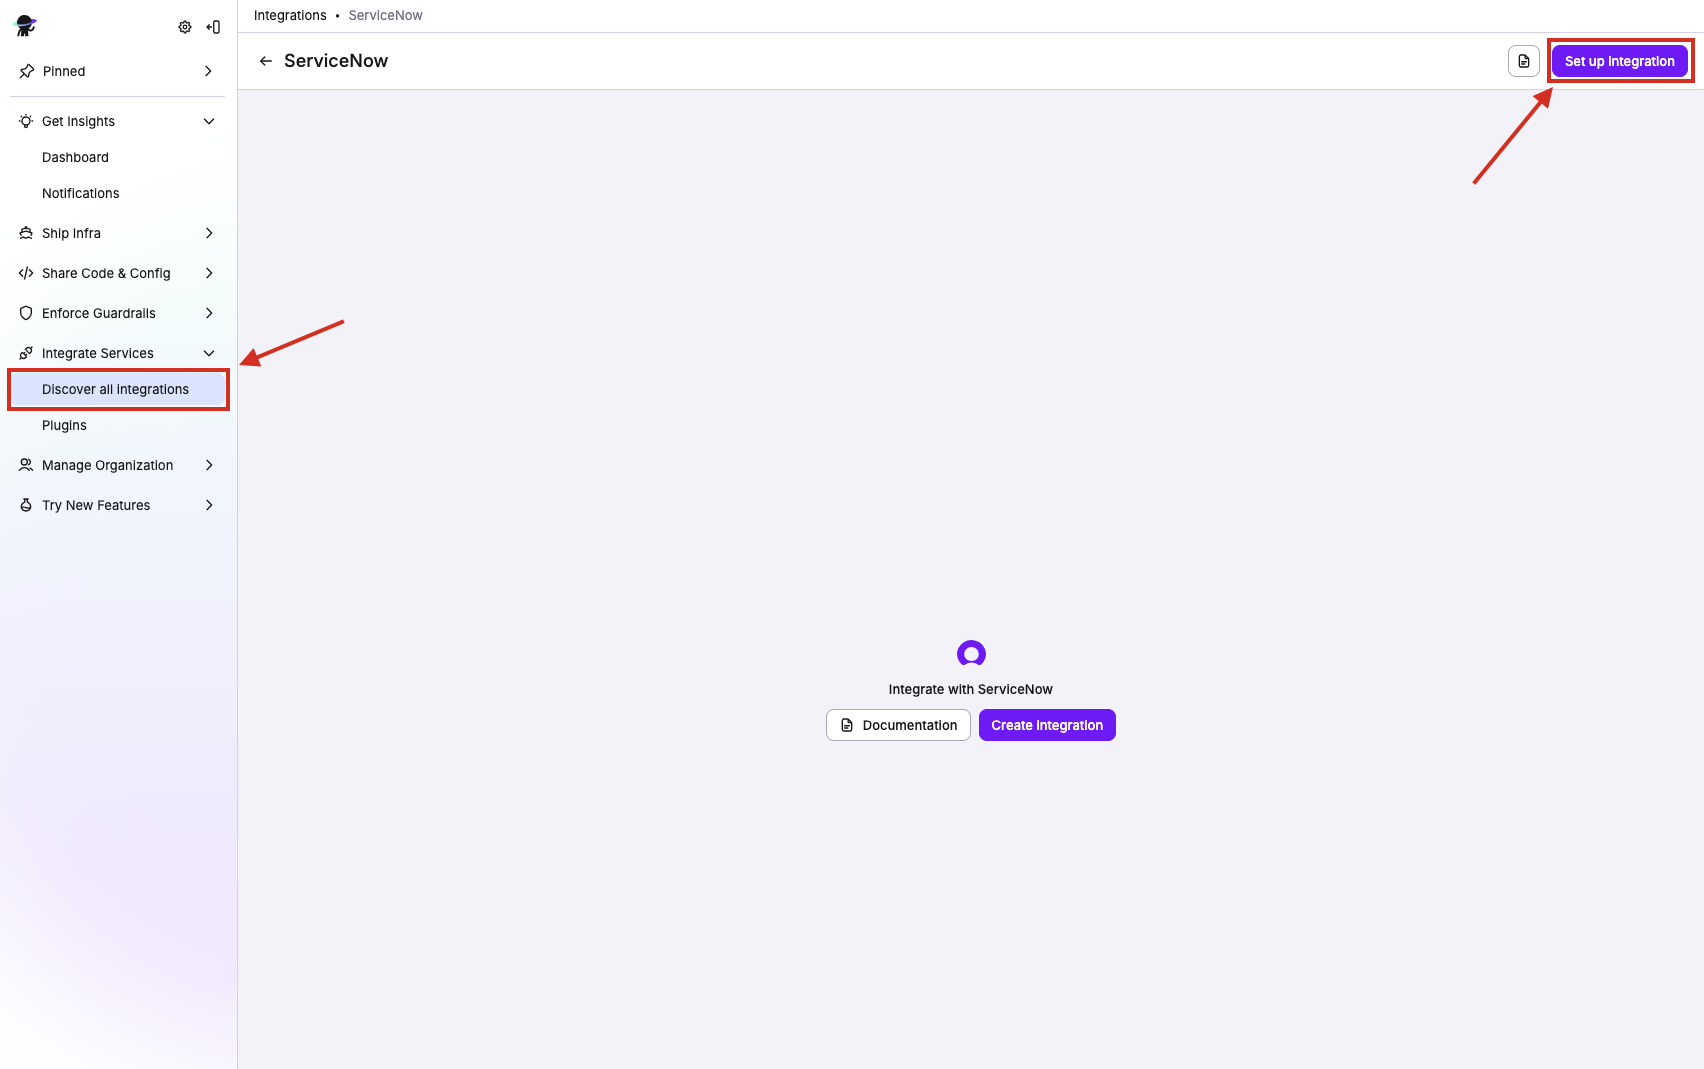 Integrations • ServiceNow
ServiceNow
Set up integration
Pinned
Get Insights
Dashboard
Notifications
Ship Infra
Share Code & Config
Enforce Guardrails
Integrate Services
Discover all integrations
Plugins
Manage Organization
Try New Features
Integrate with ServiceNow
Documentation
Create integration